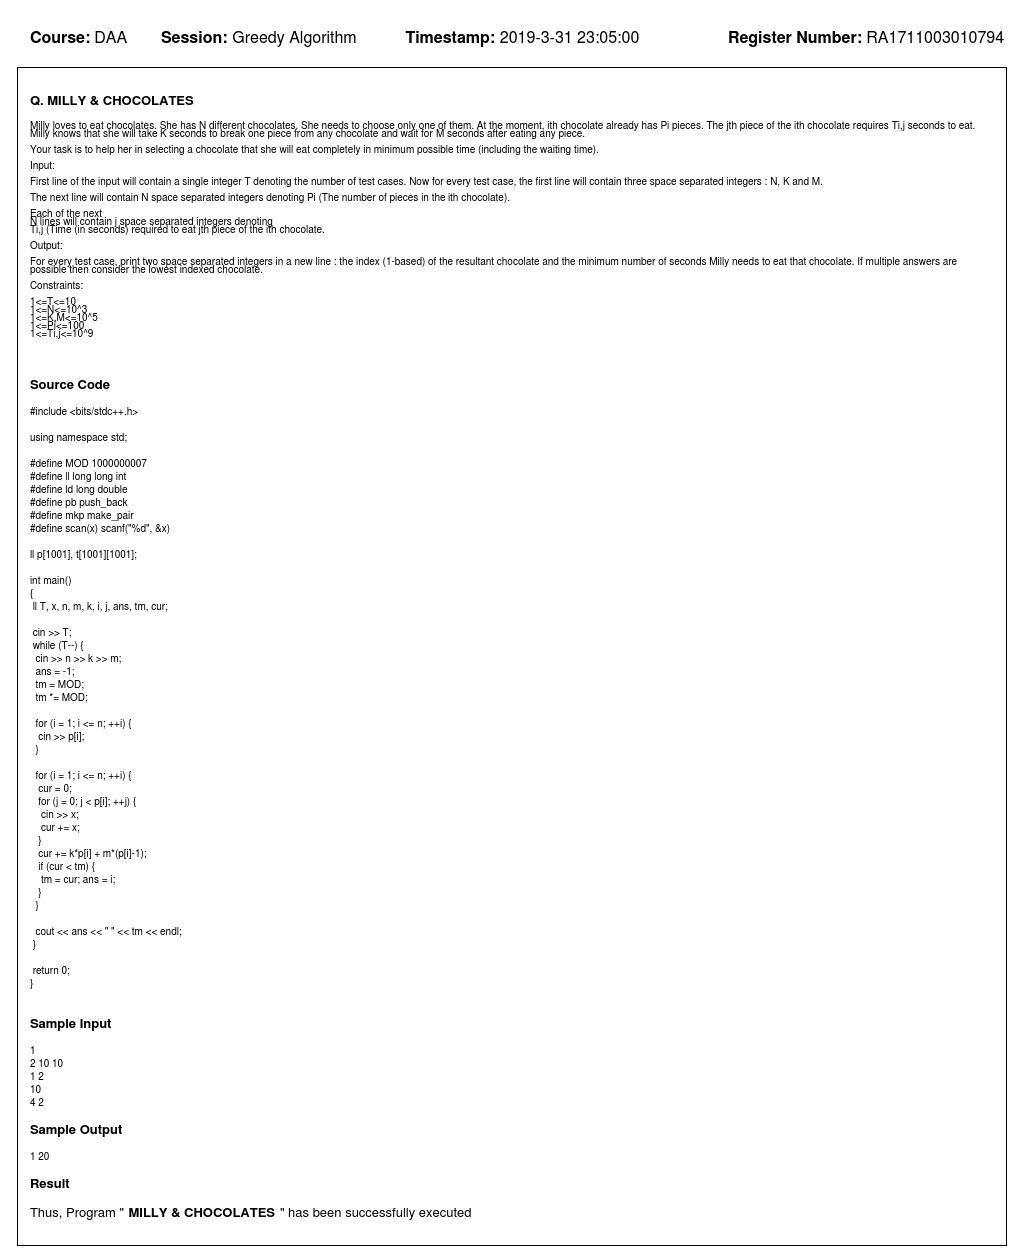 Course: DAA Session: Greedy Algorithm Timestamp: 2019-3-31 23:05:00 Register Number: RA1711003010794
Q. MILLY & CHOCOLATES
Milly loves to eat chocolates. She has N different chocolates. She needs to choose only one of them. At the moment, ith chocolate already has Pi pieces. The jth piece of the ith chocolate requires Ti,j seconds to eat.
Milly knows that she will take K seconds to break one piece from any chocolate and wait for M seconds after eating any piece.
Your task is to help her in selecting a chocolate that she will eat completely in minimum possible time (including the waiting time).
Input:
First line of the input will contain a single integer T denoting the number of test cases. Now for every test case, the first line will contain three space separated integers : N, K and M.
The next line will contain N space separated integers denoting Pi (The number of pieces in the ith chocolate).
Each of the next
N lines will contain j space separated integers denoting
Ti,j (Time (in seconds) required to eat jth piece of the ith chocolate.
Output:
For every test case, print two space separated integers in a new line : the index (1-based) of the resultant chocolate and the minimum number of seconds Milly needs to eat that chocolate. If multiple answers are
possible then consider the lowest indexed chocolate.
Constraints:
1<=T<=10
1<=N<=10^3
1<=K,M<=10^5
1<=Pi<=100
1<=Ti,j<=10^9
Source Code
#include <bits/stdc++.h>
using namespace std;
#define MOD 1000000007
#define ll long long int
#define ld long double
#define pb push_back
#define mkp make_pair
#define scan(x) scanf("%d", &x)
ll p[1001], t[1001][1001];
int main()
{
ll T, x, n, m, k, i, j, ans, tm, cur;
cin >> T;
while (T--) {
cin >> n >> k >> m;
ans = -1;
tm = MOD;
tm *= MOD;
for (i = 1; i <= n; ++i) {
cin >> p[i];
}
for (i = 1; i <= n; ++i) {
cur = 0;
for (j = 0; j < p[i]; ++j) {
cin >> x;
cur += x;
}
cur += k*p[i] + m*(p[i]-1);
if (cur < tm) {
tm = cur; ans = i;
}
}
cout << ans << " " << tm << endl;
}
return 0;
}
Sample Input
1
2 10 10
1 2
10
4 2
Sample Output
1 20
Result
Thus, Program " MILLY & CHOCOLATES " has been successfully executed